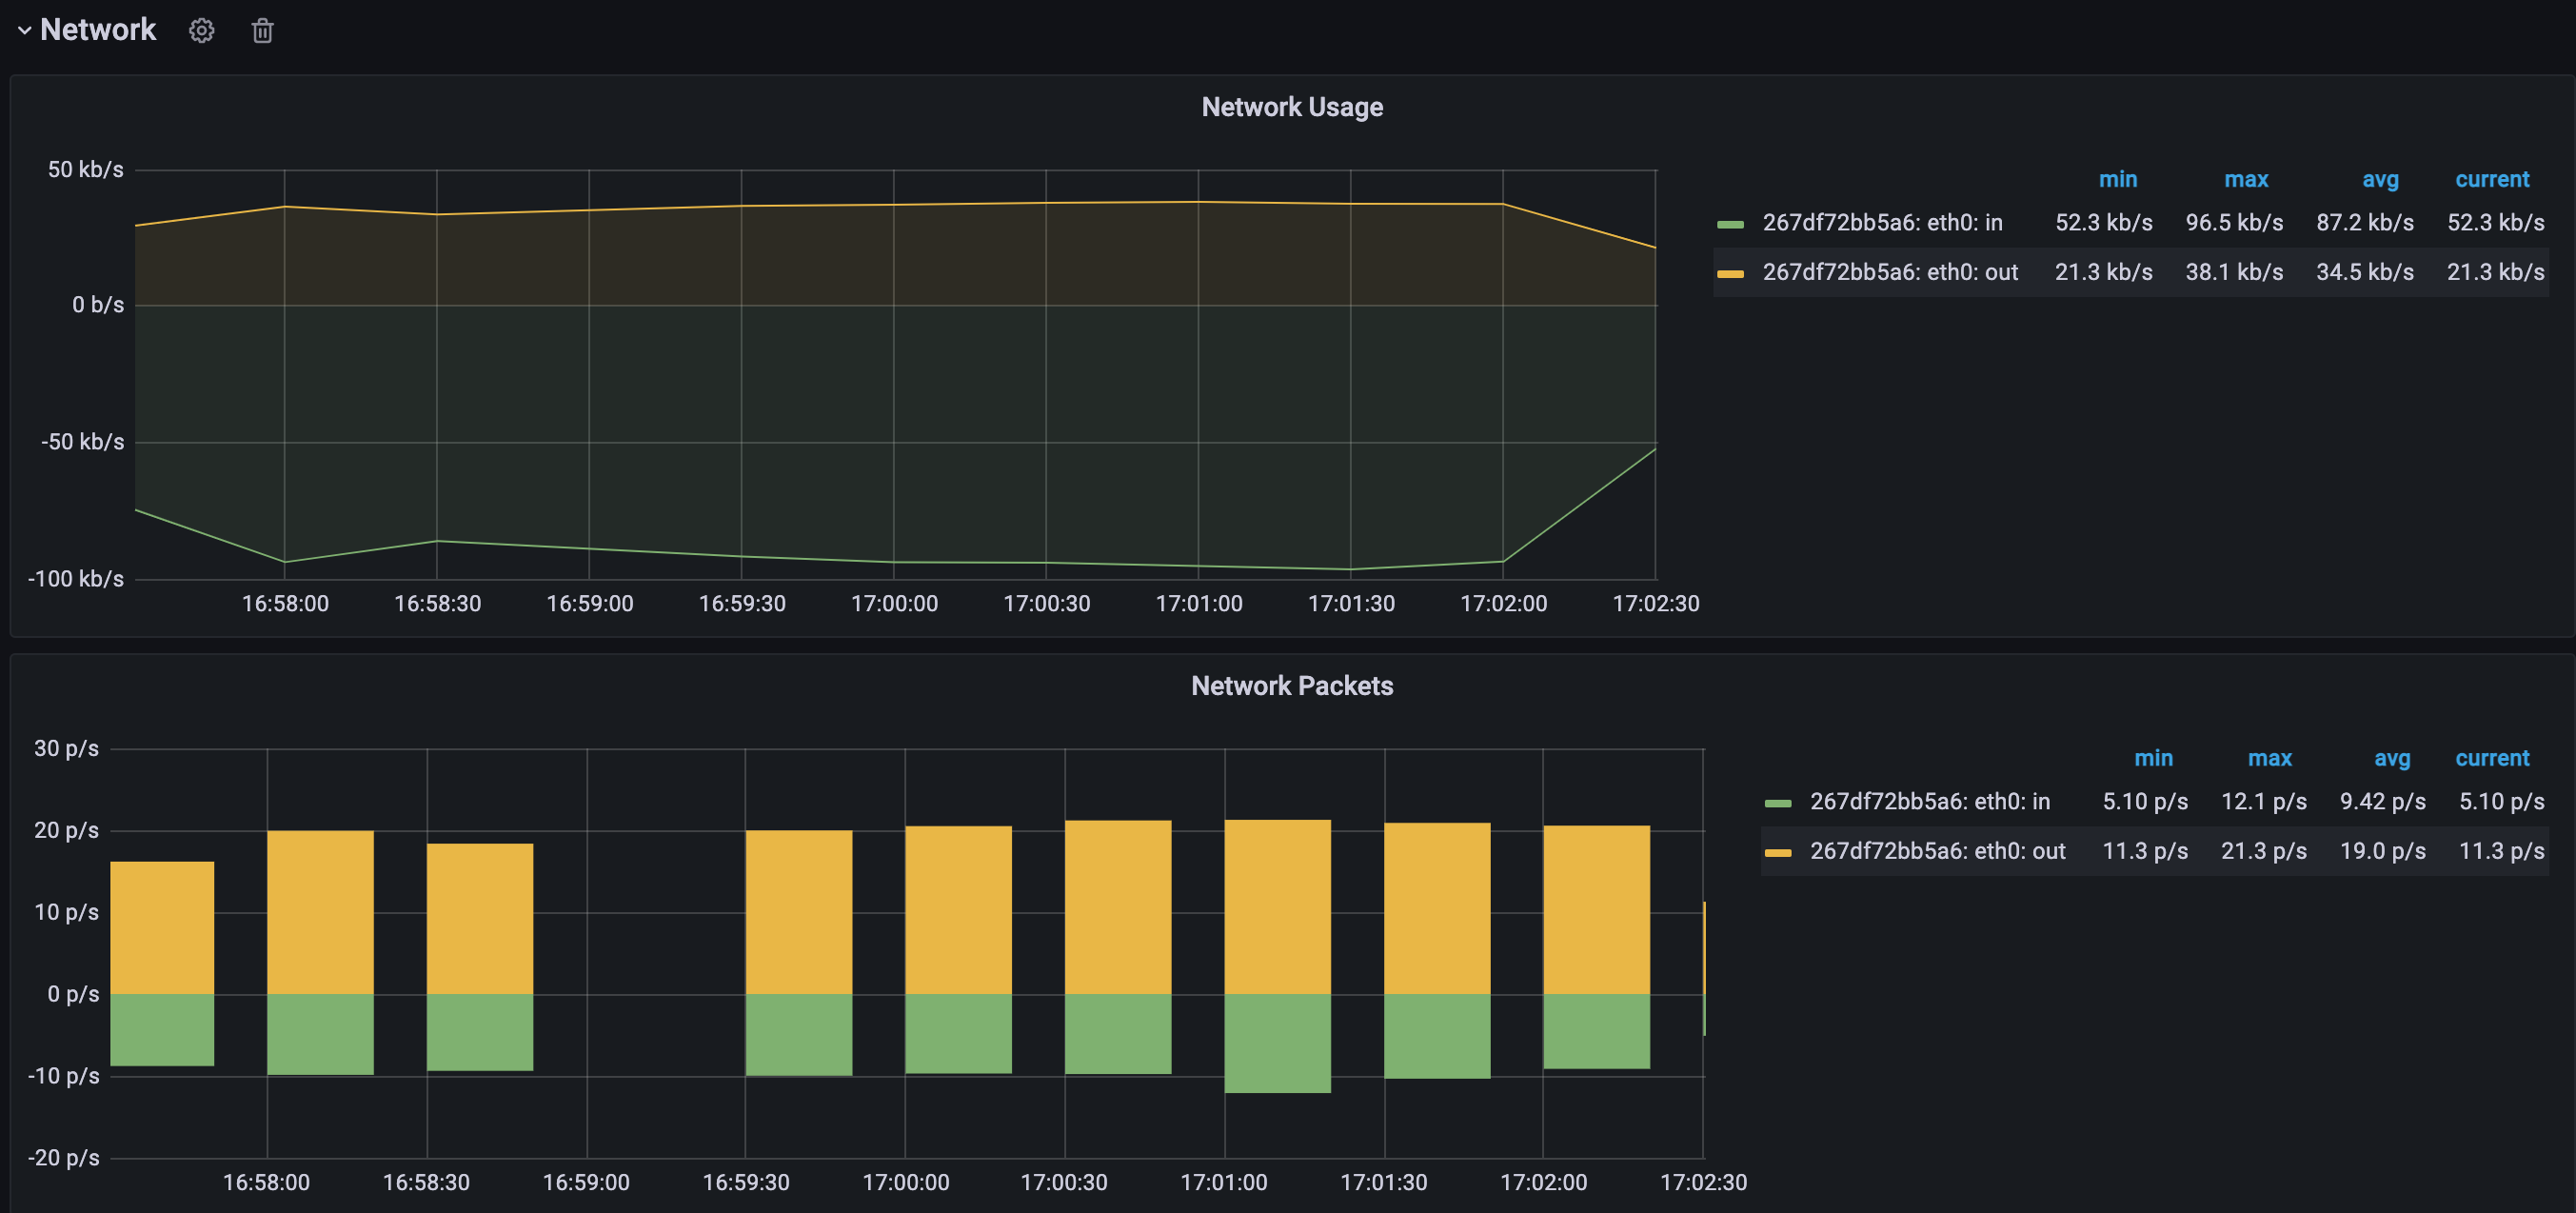 Network
Network Usage
50 kb/s
0 b/s
-50 kb/s
-100 kb/s
16:58:00 16:58:30 16:59:00 16:59:30 17:00:00 17:00:30 17:01:00 17:01:30 17:02:00 17:02:30
min max avg current
267df72bb5a6: eth0: in 52.3 kb/s 96.5 kb/s 87.2 kb/s 52.3 kb/s
267df72bb5a6: eth0: out 21.3 kb/s 38.1 kb/s 34.5 kb/s 21.3 kb/s
Network Packets
30 p/s
20 p/s
10 p/s
0 p/s
-10 p/s
-20 p/s
16:58:00 16:58:30 16:59:00 16:59:30 17:00:00 17:00:30 17:01:00 17:01:30 17:02:00 17:02:30
min max avg current
267df72bb5a6: eth0: in 5.10 p/s 12.1 p/s 9.42 p/s 5.10 p/s
267df72bb5a6: eth0: out 11.3 p/s 21.3 p/s 19.0 p/s 11.3 p/s